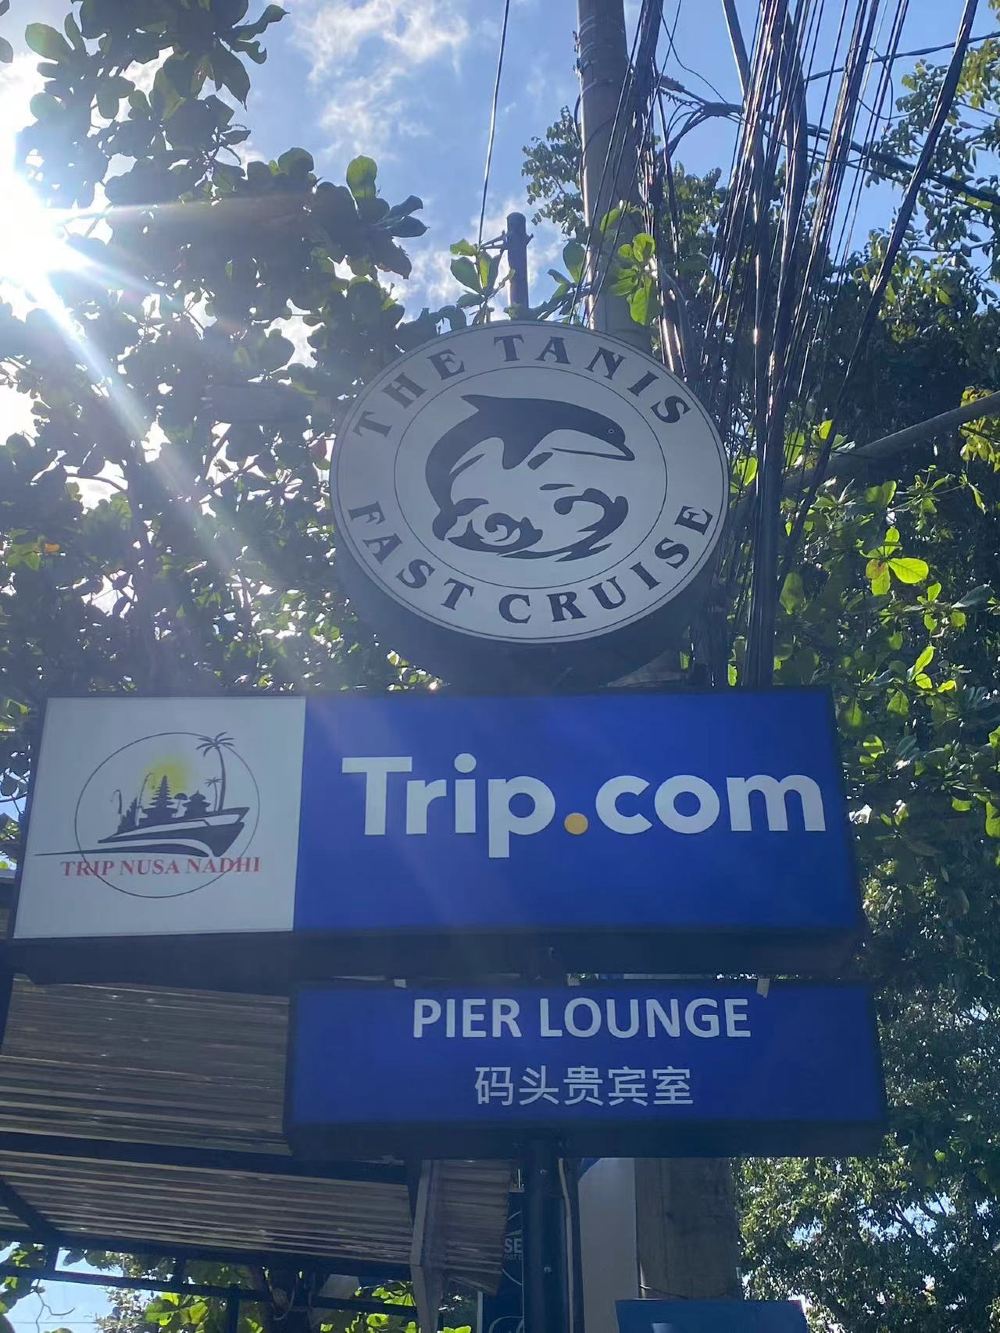 THE TANIS
FAST CRUISE
TRIP NUSA NADHI
Trip.com
PIER LOUNGE
码头贵宾室